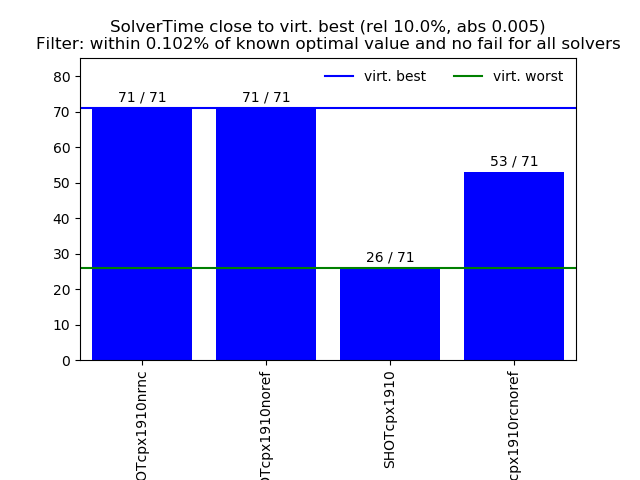 SolverTime close to virt. best (rel 10.0%, abs 0.005)
Filter: within 0.102% of known optimal value and no fail for all solvers
virt. best
virt. worst
80
70
60
50
40
30
20
10
0
71 / 71
71 / 71
26 / 71
53 / 71
OTcpx1910nrnc
OTcpx1910noref
SHOTcpx1910
cpx1910rcnoref